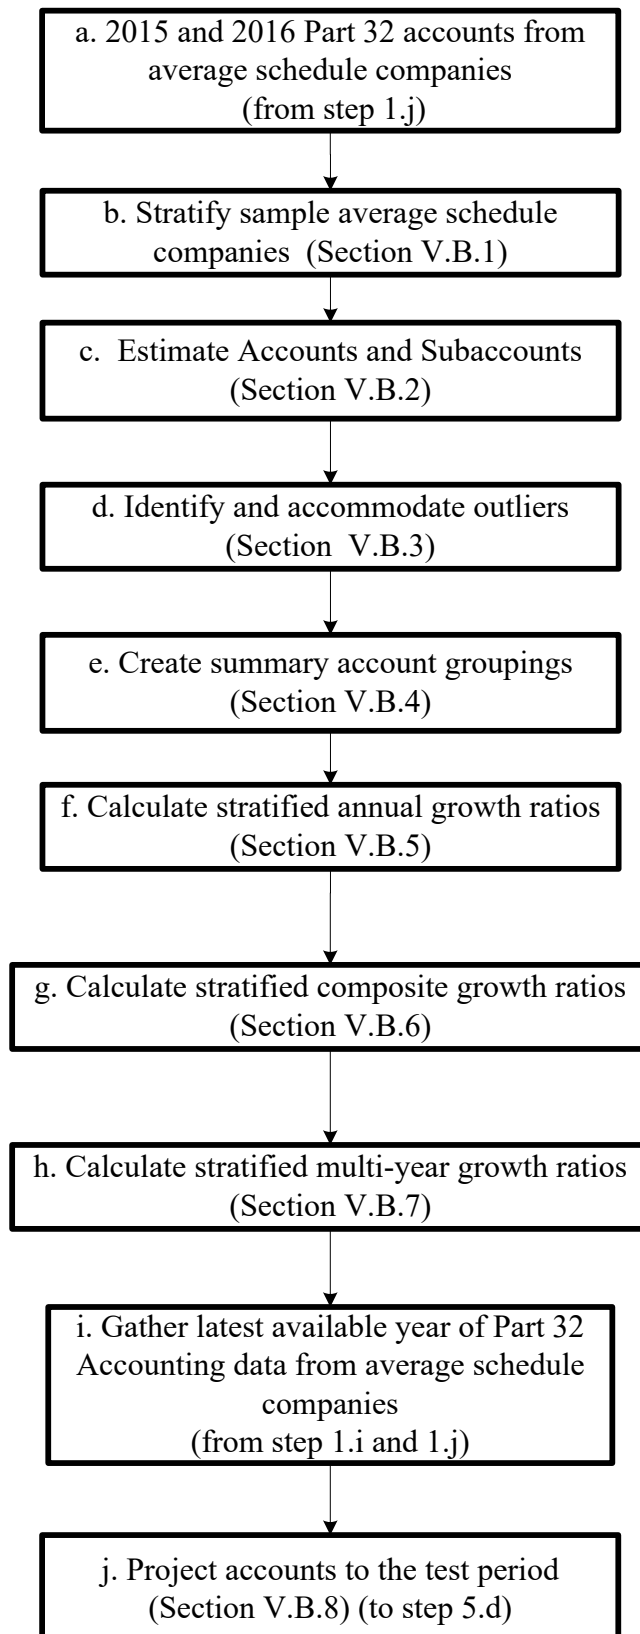 a. 2015 and 2016 Part 32 accounts from
average schedule companies
(from step 1.j)
b. Stratify sample average schedule
companies  (Section V.B.1)
c.  Estimate Accounts and Subaccounts
(Section V.B.2)
d. Identify and accommodate outliers
(Section  V.B.3)
e. Create summary account groupings
(Section V.B.4)
f. Calculate stratified annual growth ratios
(Section V.B.5)
g. Calculate stratified composite growth ratios
(Section V.B.6)
h. Calculate stratified multi-year growth ratios
(Section V.B.7)
i. Gather latest available year of Part 32
Accounting data from average schedule
companies
(from step 1.i and 1.j)
j. Project accounts to the test period
(Section V.B.8) (to step 5.d)